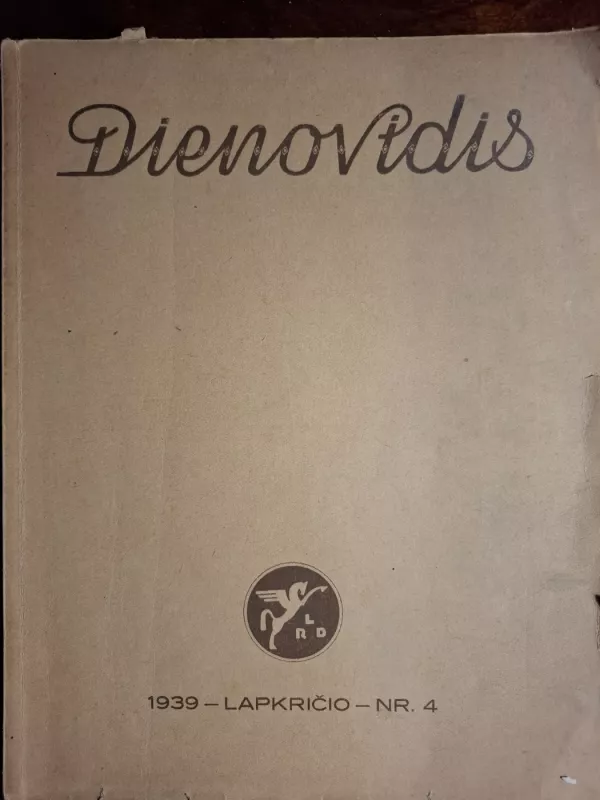 Dienovidis
L
R D
1939 – LAPKRIČIO – NR. 4